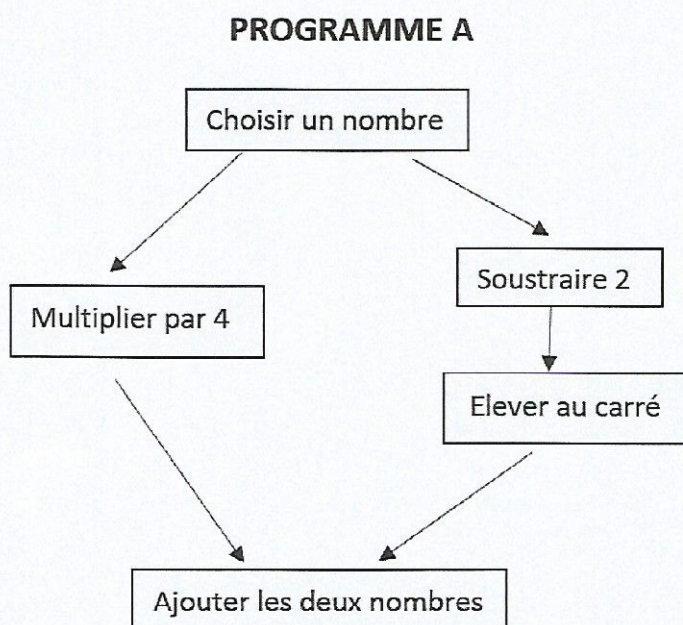 PROGRAMME A
Choisir un nombre
Multiplier par 4
Soustraire 2
Elever au carré
Ajouter les deux nombres